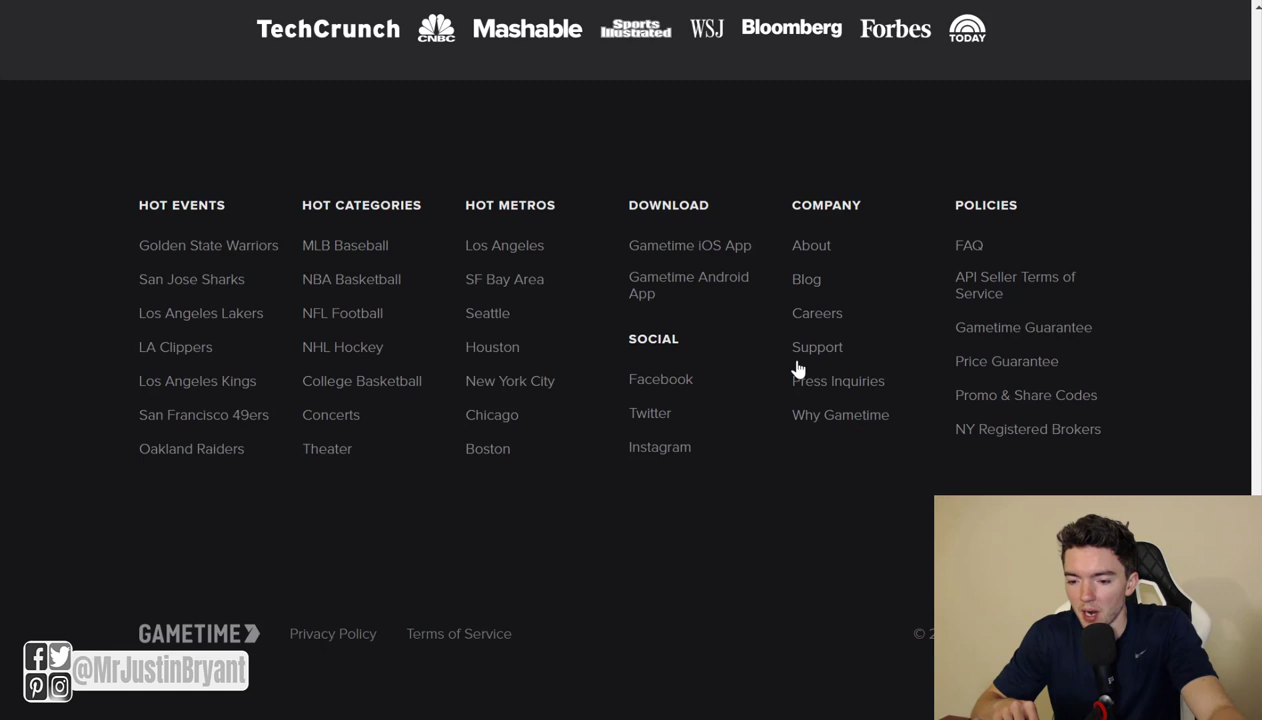 TechCrunch CNBC Mashable Sports Illustrated WSJ Bloomberg Forbes TODAY
HOT EVENTS
Golden State Warriors
San Jose Sharks
Los Angeles Lakers
LA Clippers
Los Angeles Kings
San Francisco 49ers
Oakland Raiders
HOT CATEGORIES
MLB Baseball
NBA Basketball
NFL Football
NHL Hockey
College Basketball
Concerts
Theater
HOT METROS
Los Angeles
SF Bay Area
Seattle
Houston
New York City
Chicago
Boston
DOWNLOAD
Gametime iOS App
Gametime Android
App
SOCIAL
Facebook
Twitter
Instagram
COMPANY
About
Blog
Careers
Support
Press Inquiries
Why Gametime
POLICIES
FAQ
API Seller Terms of
Service
Gametime Guarantee
Price Guarantee
Promo & Share Codes
NY Registered Brokers
GAMETIME Privacy Policy Terms of Service ©
@MrJustinBryant